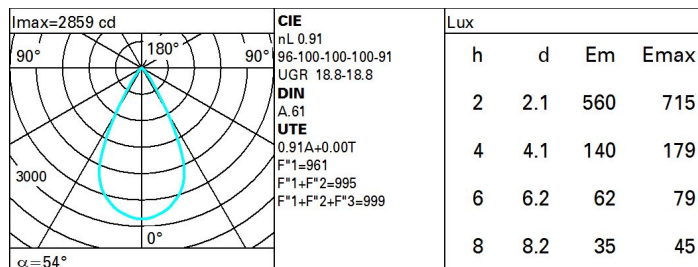 Imax=2859 cd
90° 180° 90°
3000
0°
α=54°
CIE
nL 0.91
96-100-100-100-91
UGR 18.8-18.8
DIN
A.61
UTE
0.91A+0.00T
F"1=961
F"1+F"2=995
F"1+F"2+F"3=999
Lux
h d Em Emax
2 2.1 560 715
4 4.1 140 179
6 6.2 62 79
8 8.2 35 45